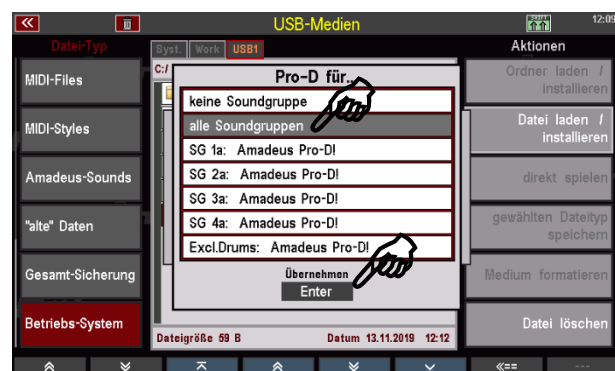 USB-Medien
12:09
Datei-Typ
Syst. Work USB1
Aktionen
MIDI-Files
MIDI-Styles
Amadeus-Sounds
"alte" Daten
Gesamt-Sicherung
Betriebs-System
C:/
Pro-D für...
keine Soundgruppe
alle Soundgruppen
SG 1a: Amadeus Pro-D!
SG 2a: Amadeus Pro-D!
SG 3a: Amadeus Pro-D!
SG 4a: Amadeus Pro-D!
Excl.Drums: Amadeus Pro-D!
Übernehmen
Enter
Dateigröße 59 B Datum 13.11.2019 12:12
Ordner laden /
installieren
Datei laden /
installieren
direkt spielen
gewählten Dateityp
speichern
Medium formatieren
Datei löschen
«==
---